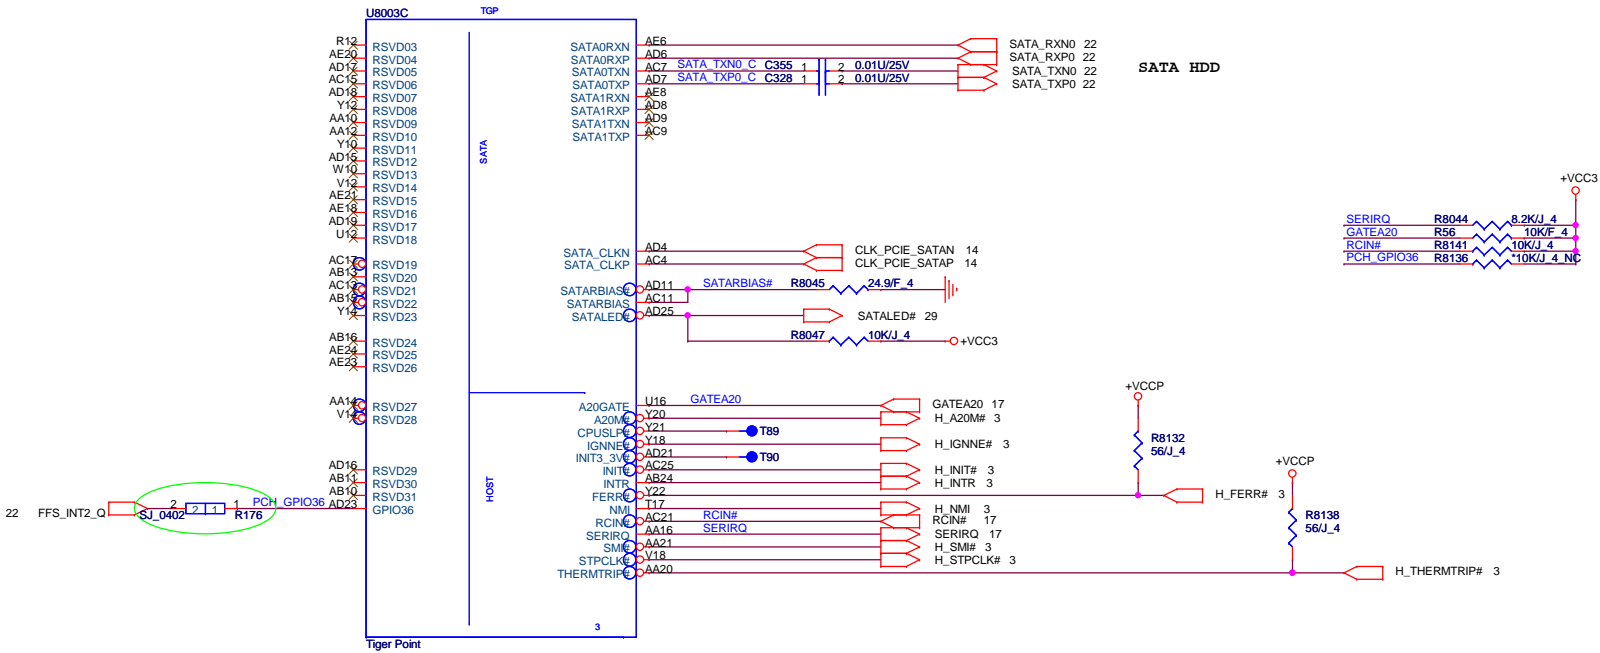 U8003C TGP
R12 RSVD03 SATA0RXN AE6 SATA_RXN0 22
AE20 RSVD04 SATA0RXP AD6 SATA_RXP0 22
AD17 RSVD05 SATA0TXN AC7 SATA_TXN0_C C355 1 2 0.01U/25V SATA_TXN0 22
AC15 RSVD06 SATA0TXP AD7 SATA_TXP0_C C328 1 2 0.01U/25V SATA_TXP0 22
SATA HDD
AD18 RSVD07 SATA1RXN AE8
Y12 RSVD08 SATA1RXP AD8
AA10 RSVD09 SATA1TXN AD9
AA12 RSVD10 SATA1TXP AC9
Y10 RSVD11
AD15 RSVD12
W10 RSVD13
V12 RSVD14
AE21 RSVD15
AE18 RSVD16
AD19 RSVD17
U12 RSVD18
SATA
+VCC3
SERIRQ R8044 8.2K/J_4
GATEA20 R56 10K/F_4
RCIN# R8141 10K/J_4
PCH_GPIO36 R8136 *10K/J_4_NC
SATA_CLKN AD4 CLK_PCIE_SATAN 14
AC17 RSVD19 SATA_CLKP AC4 CLK_PCIE_SATAP 14
AB13 RSVD20
AC13 RSVD21 SATARBIAS# AD11 SATARBIAS# R8045 24.9/F_4
AB15 RSVD22 SATARBIAS AC11
Y14 RSVD23 SATALED# AD25 SATALED# 29
AB16 RSVD24 R8047 10K/J_4 +VCC3
AE24 RSVD25
AE23 RSVD26
+VCCP
AA14 RSVD27 A20GATE U16 GATEA20 GATEA20 17
V14 RSVD28 A20M# Y20 H_A20M# 3
CPUSLP# Y21 T89
IGNNE# Y18 H_IGNNE# 3
R8132
56/J_4
INIT3_3V# AD21 T90
+VCCP
AD16 RSVD29 INIT# AC25 H_INIT# 3
AB11 RSVD30 INTR AB24 H_INTR 3
AB10 RSVD31 FERR# Y22 H_FERR# 3
HOST
22 FFS_INT2_Q 2 2 1 1 PCH_GPIO36 AD23 GPIO36 NMI T17 H_NMI 3
SJ_0402 R176
RCIN# AC21 RCIN# RCIN# 17
R8138
56/J_4
SERIRQ AA16 SERIRQ SERIRQ 17
SMI# AA21 H_SMI# 3
STPCLK# V18 H_STPCLK# 3
THERMTRIP# AA20 H_THERMTRIP# 3
3
Tiger Point